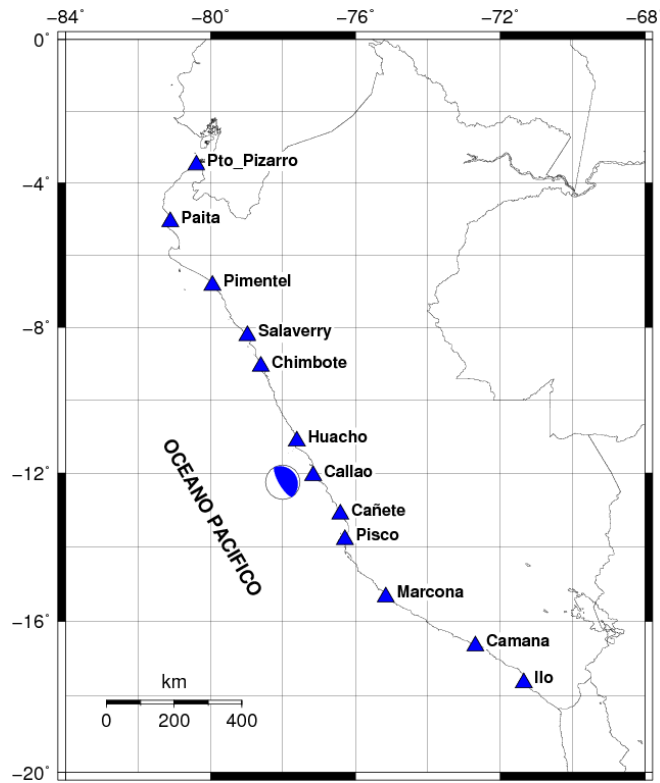 −84˚ −80˚ −76˚ −72˚ −68˚
0˚
Pto_Pizarro
−4˚
Paita
Pimentel
−8˚
Salaverry
Chimbote
Huacho
OCEANO PACIFICO
−12˚
Callao
Cañete
Pisco
Marcona
−16˚
Camana
Ilo
km
0 200 400
−20˚